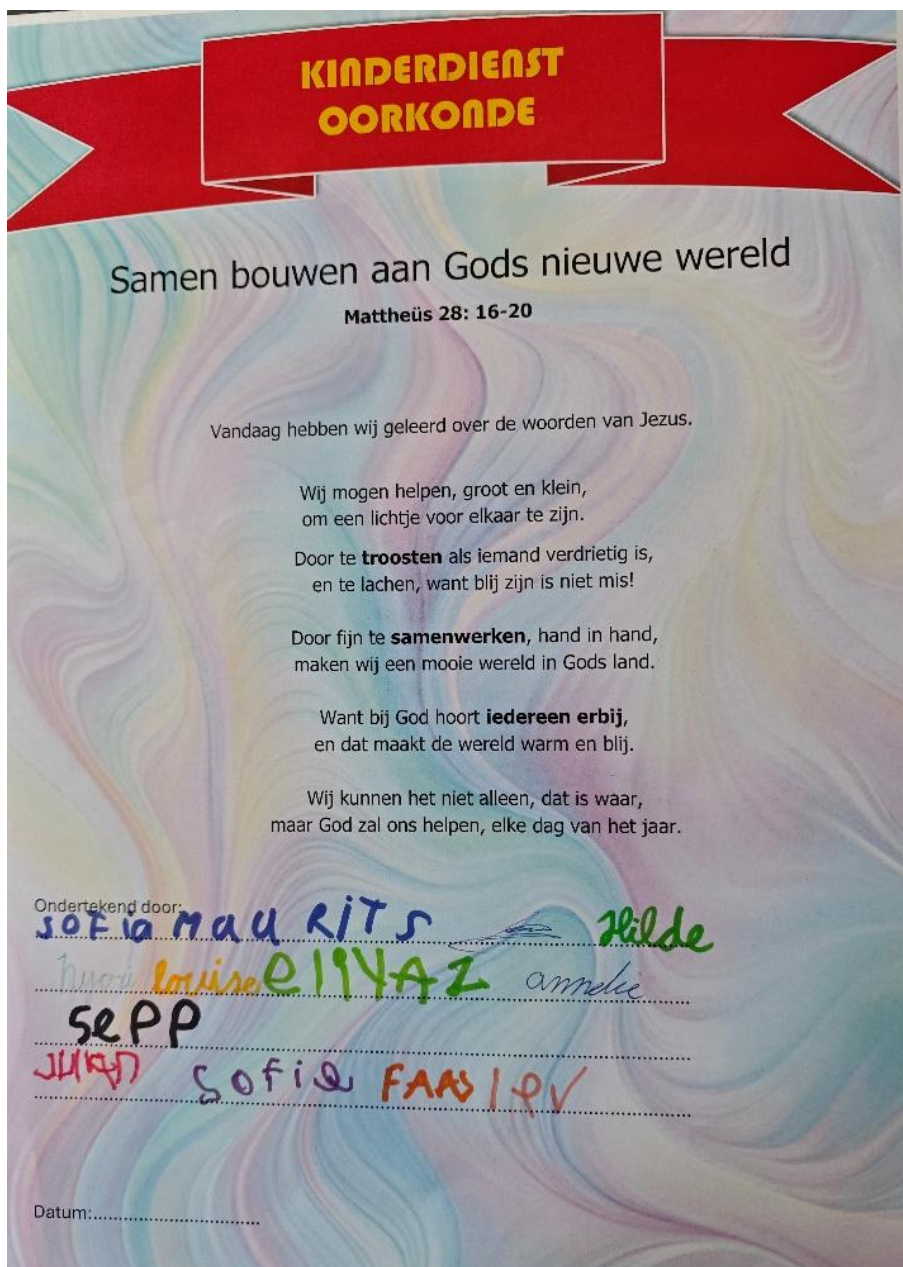 KINDERDIENST
OORKONDE
Samen bouwen aan Gods nieuwe wereld
Mattheüs 28: 16-20
Vandaag hebben wij geleerd over de woorden van Jezus.
Wij mogen helpen, groot en klein,
om een lichtje voor elkaar te zijn.
Door te troosten als iemand verdrietig is,
en te lachen, want blij zijn is niet mis!
Door fijn te samenwerken, hand in hand,
maken wij een mooie wereld in Gods land.
Want bij God hoort iedereen erbij,
en dat maakt de wereld warm en blij.
Wij kunnen het niet alleen, dat is waar,
maar God zal ons helpen, elke dag van het jaar.
Ondertekend door:
SOFia MaU RiTS Hilde
louise annelie
SePP
Sofie FAAS
Datum: